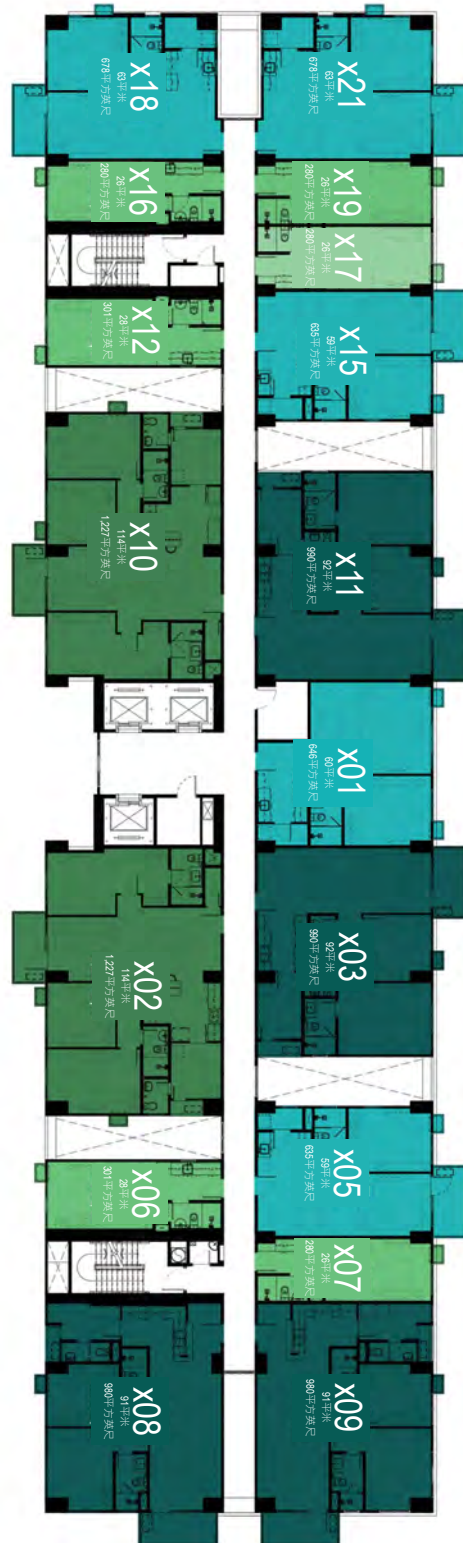 x21
63平米
678平方英尺
x19
26平米
280平方英尺
x17
26平米
280平方英尺
x15
59平米
635平方英尺
x11
92平米
990平方英尺
x01
60平米
646平方英尺
x03
92平米
990平方英尺
x05
59平米
635平方英尺
x07
26平米
280平方英尺
x09
91平米
980平方英尺
x18
63平米
678平方英尺
x16
26平米
280平方英尺
x12
28平米
301平方英尺
x10
114平米
1,227平方英尺
x02
114平米
1,227平方英尺
x06
28平米
301平方英尺
x08
91平米
980平方英尺